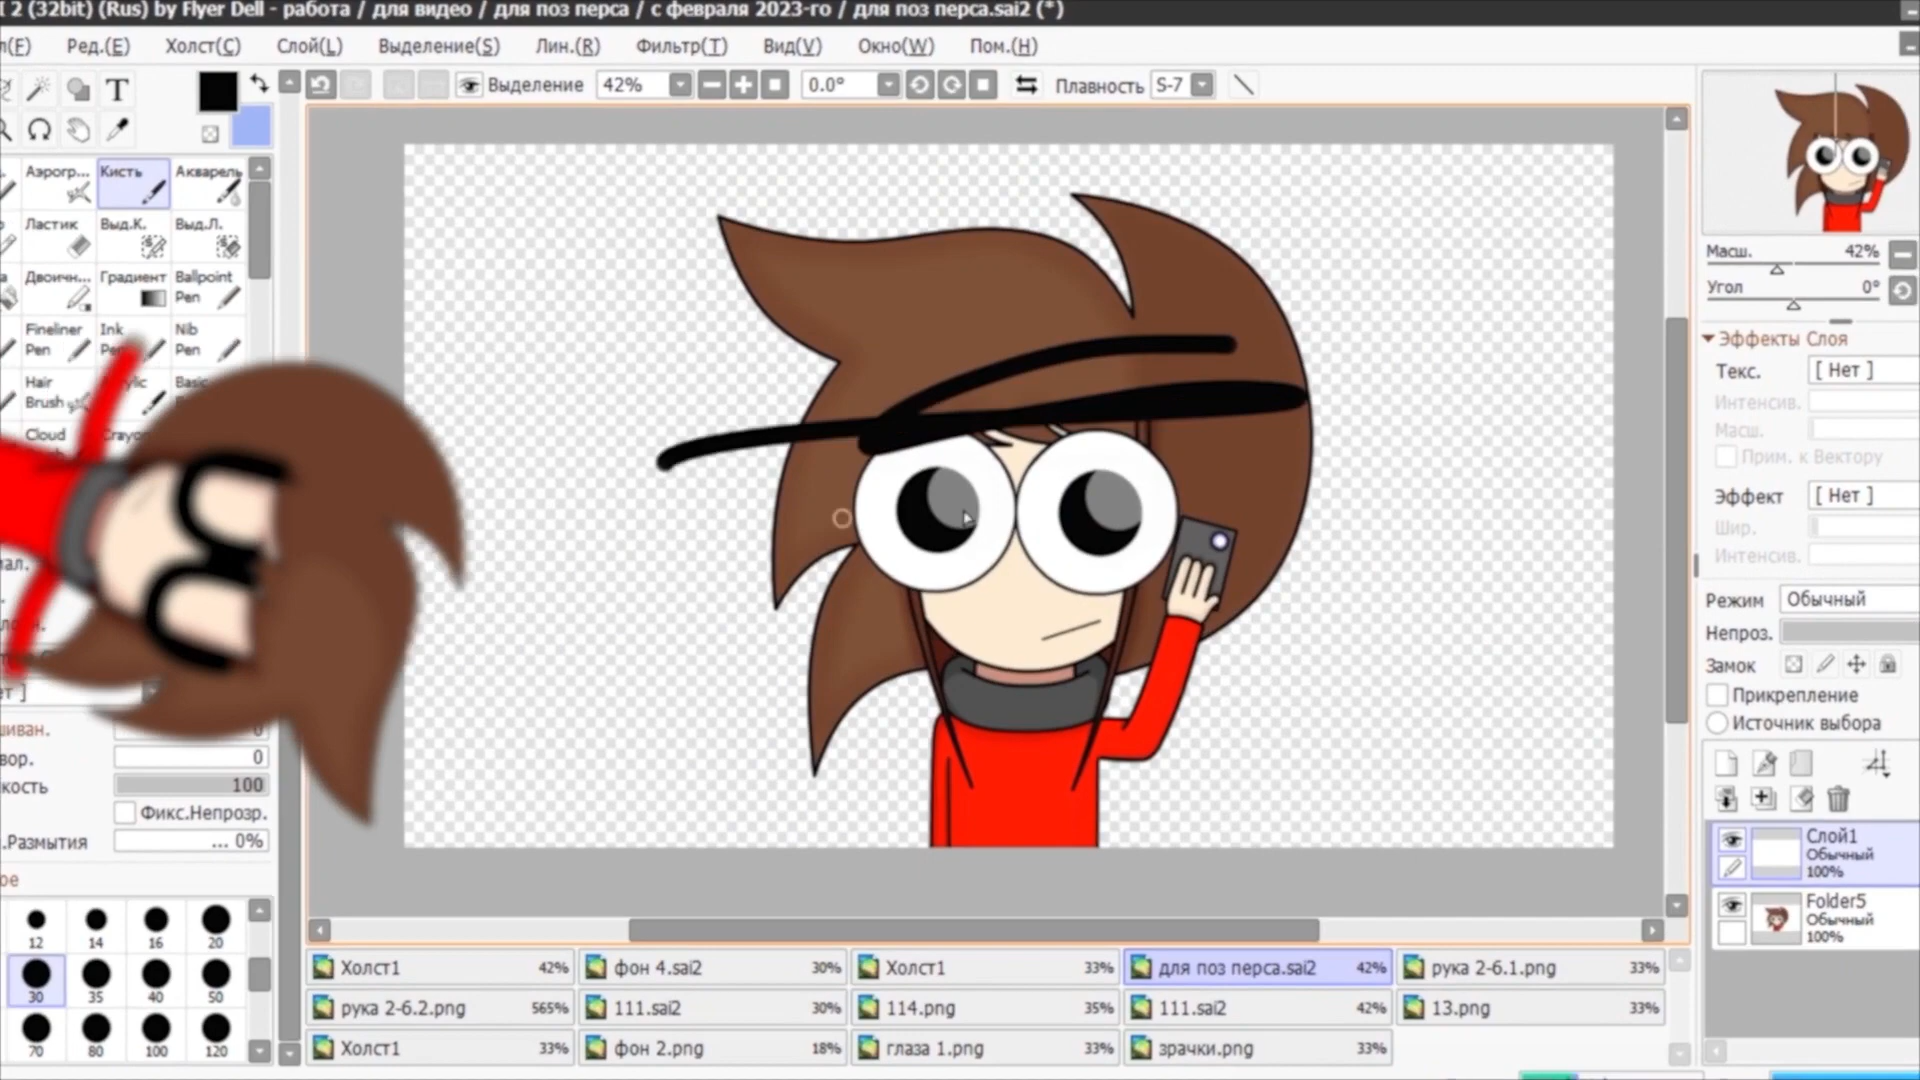 I 2 (32bit) (Rus) by Flyer Dell - работа / для видео / для поз перса / с февраля 2023-го / для поз перса.sai2 (*)
л(F) Ред.(E) Холст(C) Слой(L) Выделение(S) Лин.(R) Фильтр(T) Вид(V) Окно(W) Пом.(H)
Выделение 42% 0.0° Плавность S-7
T
Аэрогр... Кисть Акварель
Ластик Выд.К. Выд.Л.
Двоичн... Градиент Ballpoint Pen
Fineliner Pen Ink Pen Nib Pen
Hair Brush
Cloud
0
0
100
Фикс.Непрозр.
.Размытия ... 0%
12 14 16 20
30 35 40 50
70 80 100 120
Масш. 42%
Угол 0°
Эффекты Слоя
Текс. [ Нет ]
Интенсив.
Масш.
Прим. к Вектору
Эффект [ Нет ]
Шир.
Интенсив.
Режим Обычный
Непроз.
Замок
Прикрепление
Источник выбора
Слой1
Обычный
100%
Folder5
Обычный
100%
Холст1 42% фон 4.sai2 30% Холст1 33% для поз перса.sai2 42% рука 2-6.1.png 33%
рука 2-6.2.png 565% 111.sai2 30% 114.png 35% 111.sai2 42% 13.png 33%
Холст1 33% фон 2.png 18% глаза 1.png 33% зрачки.png 33%